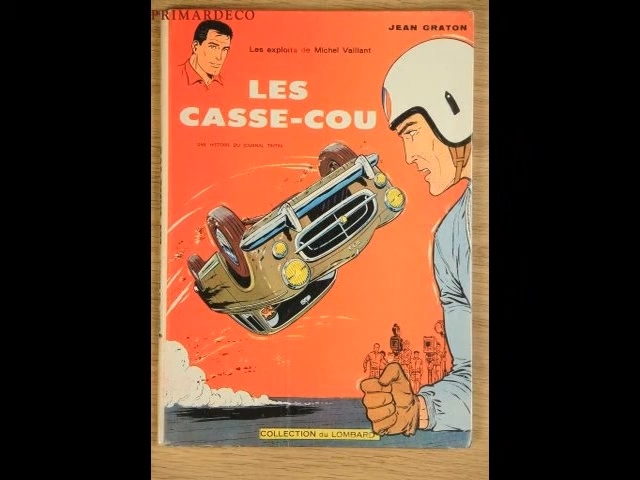 PRIMARDECO
JEAN GRATON
Les exploits de Michel Vaillant
LES
CASSE-COU
UNE HISTOIRE DU JOURNAL TINTIN
COLLECTION du LOMBARD